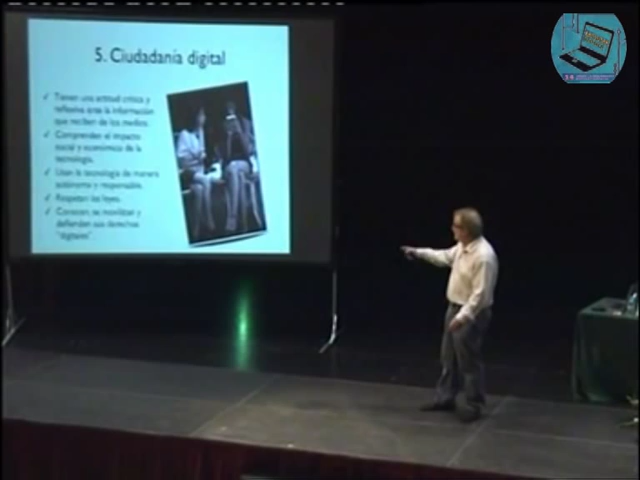 5. Ciudadanía digital
✓ Tienen una actitud crítica y
reflexiva ante la información
que reciben de los medios.
✓ Comprenden el impacto
social y económico de la
tecnología.
✓ Usan la tecnología de manera
autónoma y responsable.
✓ Respetan las leyes.
✓ Conocen, se movilizan y
defienden sus derechos
"digitales".